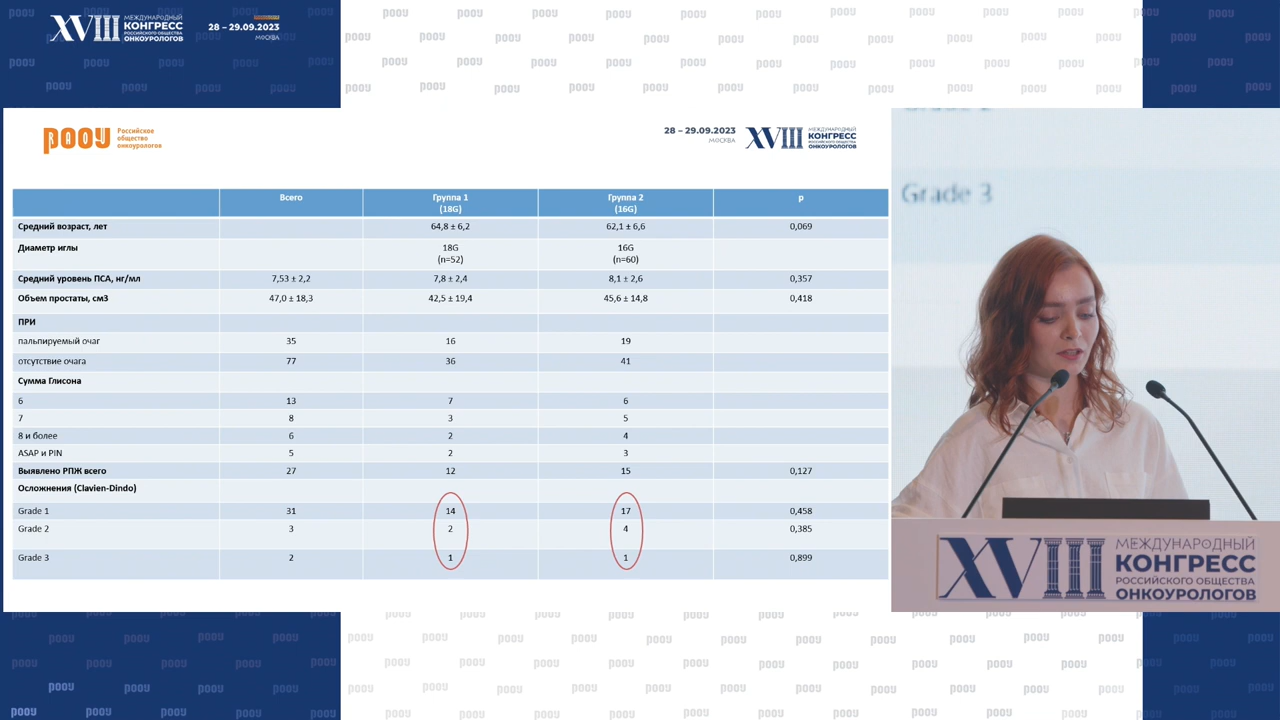 XVIII МЕЖДУНАРОДНЫЙ КОНГРЕСС РОССИЙСКОГО ОБЩЕСТВА ОНКОУРОЛОГОВ
28 – 29.09.2023
МОСКВА
РООУ Российское общество онкоурологов
28 – 29.09.2023
МОСКВА
XVIII МЕЖДУНАРОДНЫЙ КОНГРЕСС РОССИЙСКОГО ОБЩЕСТВА ОНКОУРОЛОГОВ
Всего Группа 1 (18G) Группа 2 (16G) p
Средний возраст, лет 64,8 ± 6,2 62,1 ± 6,6 0,069
Диаметр иглы 18G (n=52) 16G (n=60)
Средний уровень ПСА, нг/мл 7,53 ± 2,2 7,8 ± 2,4 8,1 ± 2,6 0,357
Объем простаты, см3 47,0 ± 18,3 42,5 ± 19,4 45,6 ± 14,8 0,418
ПРИ
пальпируемый очаг 35 16 19
отсутствие очага 77 36 41
Сумма Глисона
6 13 7 6
7 8 3 5
8 и более 6 2 4
ASAP и PIN 5 2 3
Выявлено РПЖ всего 27 12 15 0,127
Осложнения (Clavien-Dindo)
Grade 1 31 14 17 0,458
Grade 2 3 2 4 0,385
Grade 3 2 1 1 0,899
Grade 3
XVIII МЕЖДУНАРОДНЫЙ
КОНГРЕСС
РОССИЙСКОГО ОБЩЕСТВА
ОНКОУРОЛОГОВ